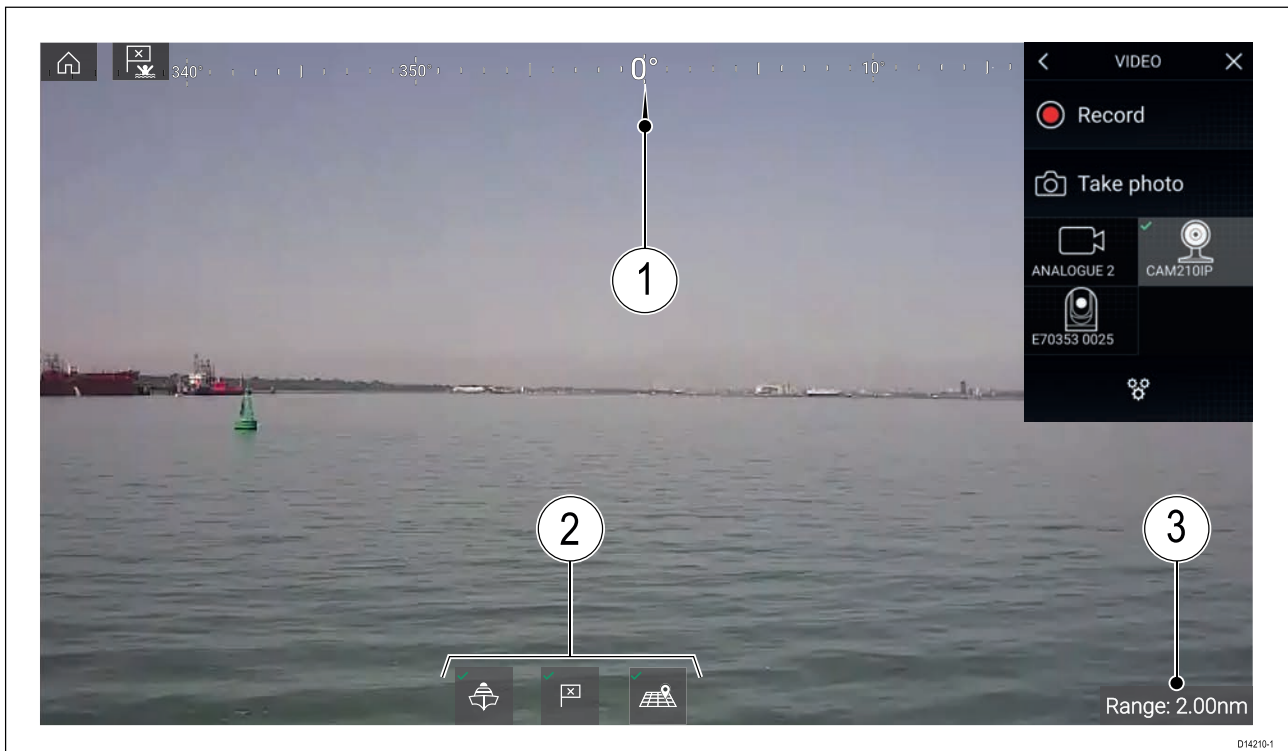 340°
350°
0°
10°
VIDEO
Record
Take photo
ANALOGUE 2
CAM210IP
E70353 0025
1
2
3
Range: 2.00nm
D14210-1